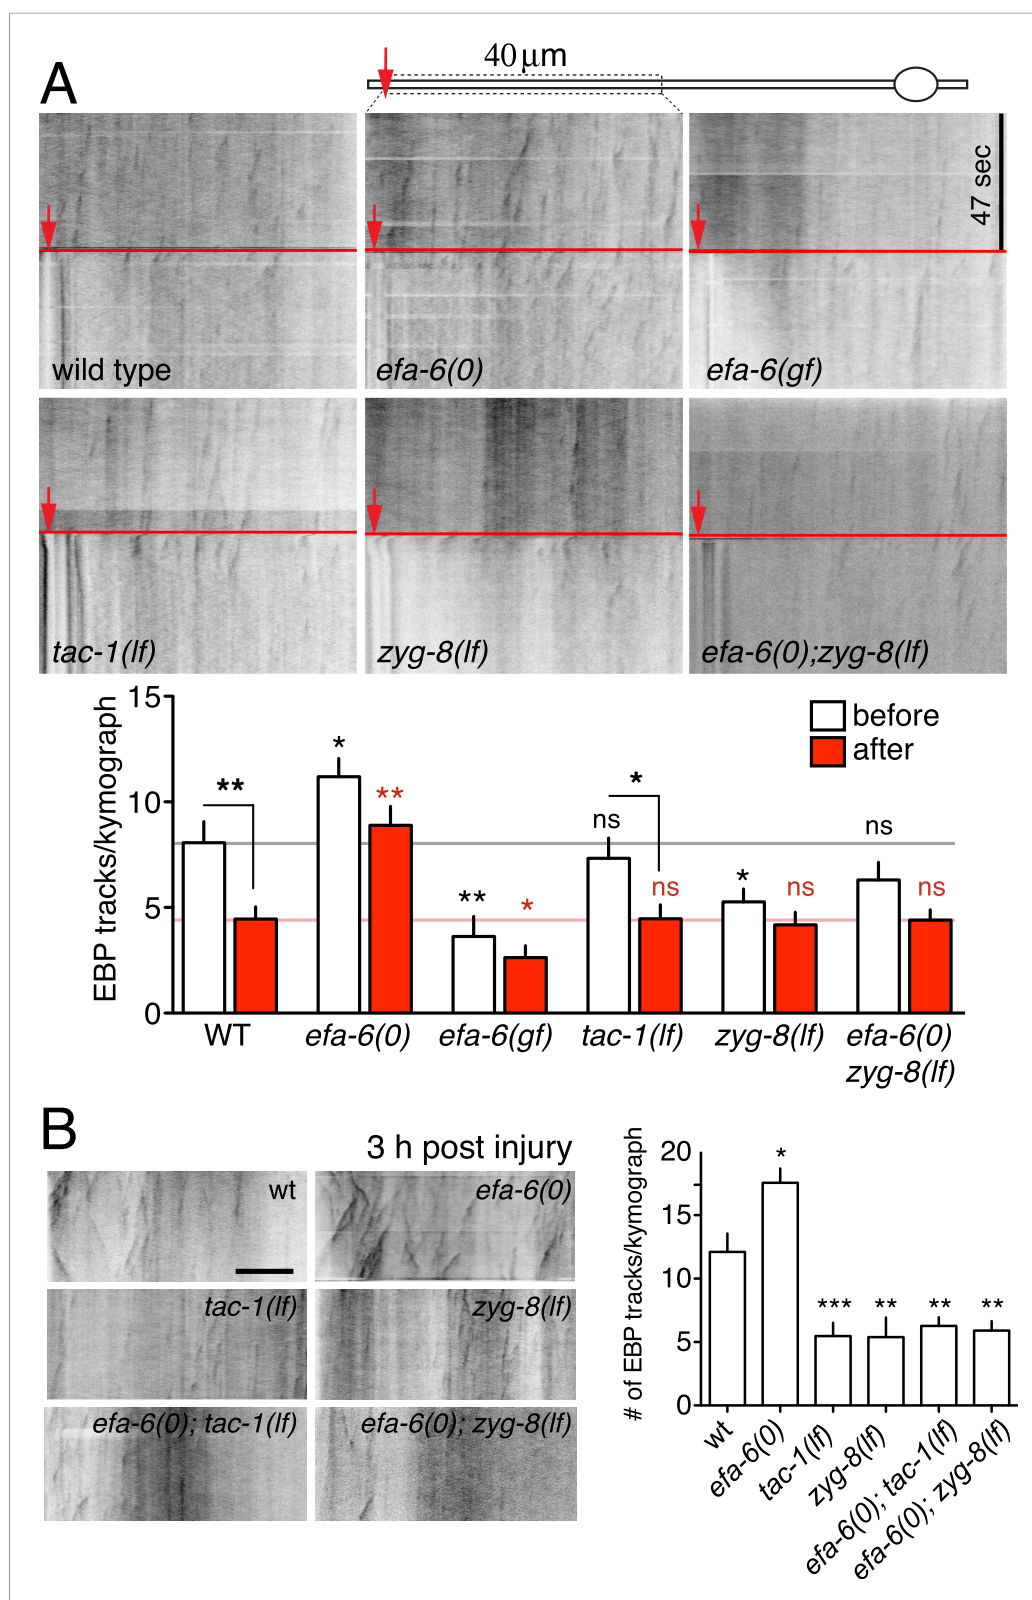 A
40 µm
47 sec
wild type
efa-6(0)
efa-6(gf)
tac-1(lf)
zyg-8(lf)
efa-6(0);zyg-8(lf)
EBP tracks/kymograph
15
10
5
0
before
after
**
*
**
**
*
ns
*
ns
*
ns
ns
ns
WT
efa-6(0)
efa-6(gf)
tac-1(lf)
zyg-8(lf)
efa-6(0)
zyg-8(lf)
B
3 h post injury
wt
efa-6(0)
tac-1(lf)
zyg-8(lf)
efa-6(0); tac-1(lf)
efa-6(0); zyg-8(lf)
# of EBP tracks/kymograph
20
15
10
5
0
*
***
**
**
**
wt
efa-6(0)
tac-1(lf)
zyg-8(lf)
efa-6(0); tac-1(lf)
efa-6(0); zyg-8(lf)